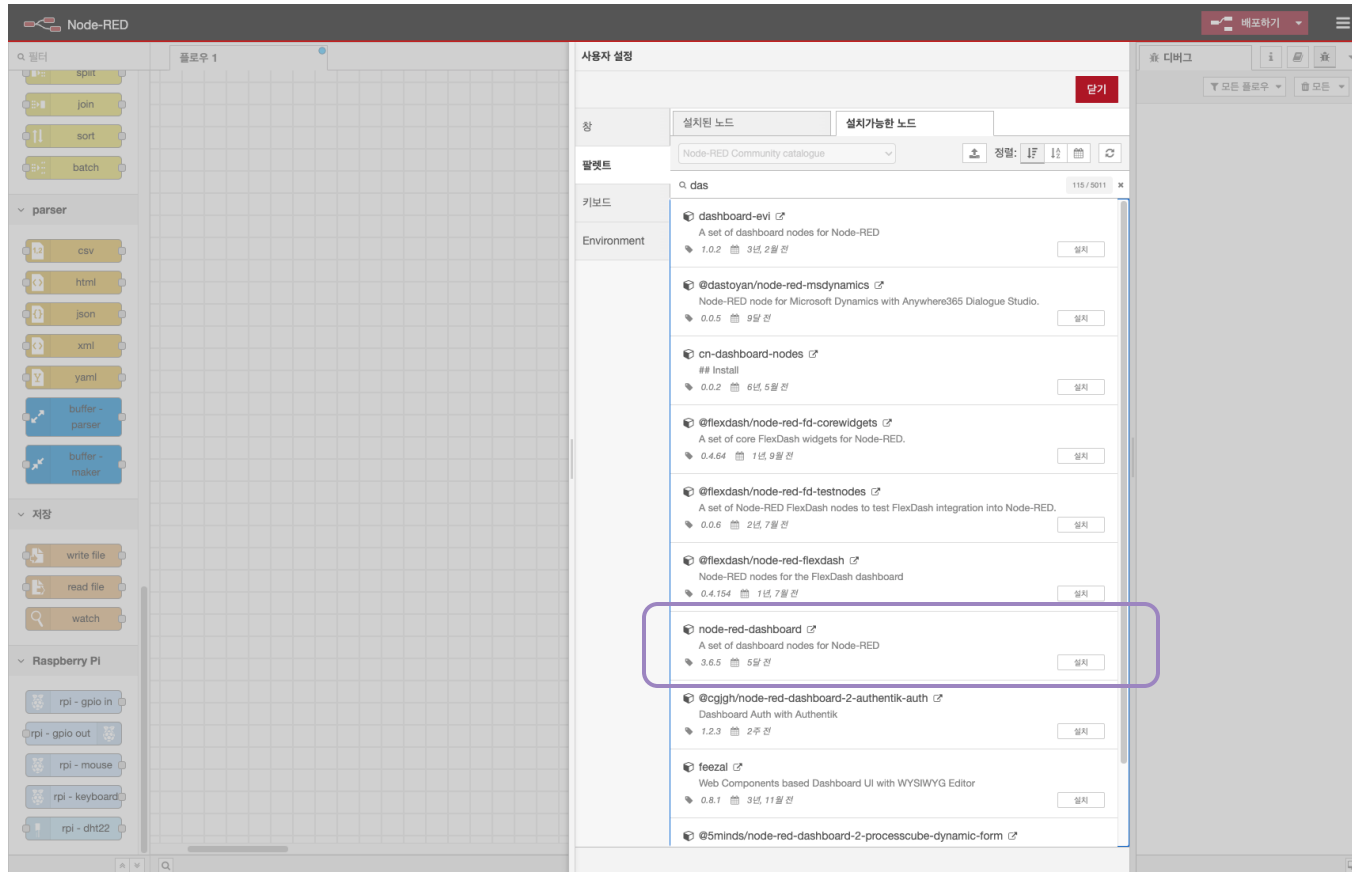 Node-RED
배포하기
필터
플로우 1
split
join
sort
batch
parser
csv
html
json
xml
yaml
buffer -
parser
buffer -
maker
저장
write file
read file
watch
Raspberry Pi
rpi - gpio in
rpi - gpio out
rpi - mouse
rpi - keyboard
rpi - dht22
사용자 설정
닫기
창
팔렛트
키보드
Environment
설치된 노드
설치가능한 노드
Node-RED Community catalogue
정렬:
das
115 / 5011
dashboard-evi
A set of dashboard nodes for Node-RED
1.0.2 3년, 2월 전
설치
@dastoyan/node-red-msdynamics
Node-RED node for Microsoft Dynamics with Anywhere365 Dialogue Studio.
0.0.5 9달 전
설치
cn-dashboard-nodes
## Install
0.0.2 6년, 5월 전
설치
@flexdash/node-red-fd-corewidgets
A set of core FlexDash widgets for Node-RED.
0.4.64 1년, 9월 전
설치
@flexdash/node-red-fd-testnodes
A set of Node-RED FlexDash nodes to test FlexDash integration into Node-RED.
0.0.6 2년, 7월 전
설치
@flexdash/node-red-flexdash
Node-RED nodes for the FlexDash dashboard
0.4.154 1년, 7월 전
설치
node-red-dashboard
A set of dashboard nodes for Node-RED
3.6.5 5달 전
설치
@cgjgh/node-red-dashboard-2-authentik-auth
Dashboard Auth with Authentik
1.2.3 2주 전
설치
feezal
Web Components based Dashboard UI with WYSIWYG Editor
0.8.1 3년, 11월 전
설치
@5minds/node-red-dashboard-2-processcube-dynamic-form
디버그
모든 플로우
모든